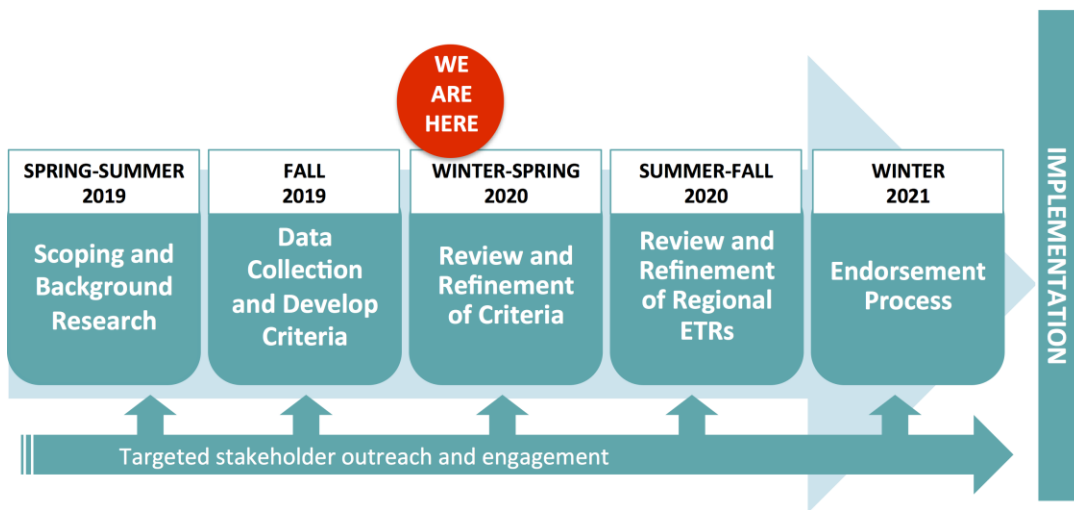 WE
ARE
HERE
SPRING-SUMMER
2019
Scoping and
Background
Research
FALL
2019
Data
Collection
and Develop
Criteria
WINTER-SPRING
2020
Review and
Refinement
of Criteria
SUMMER-FALL
2020
Review and
Refinement
of Regional
ETRs
WINTER
2021
Endorsement
Process
IMPLEMENTATION
Targeted stakeholder outreach and engagement